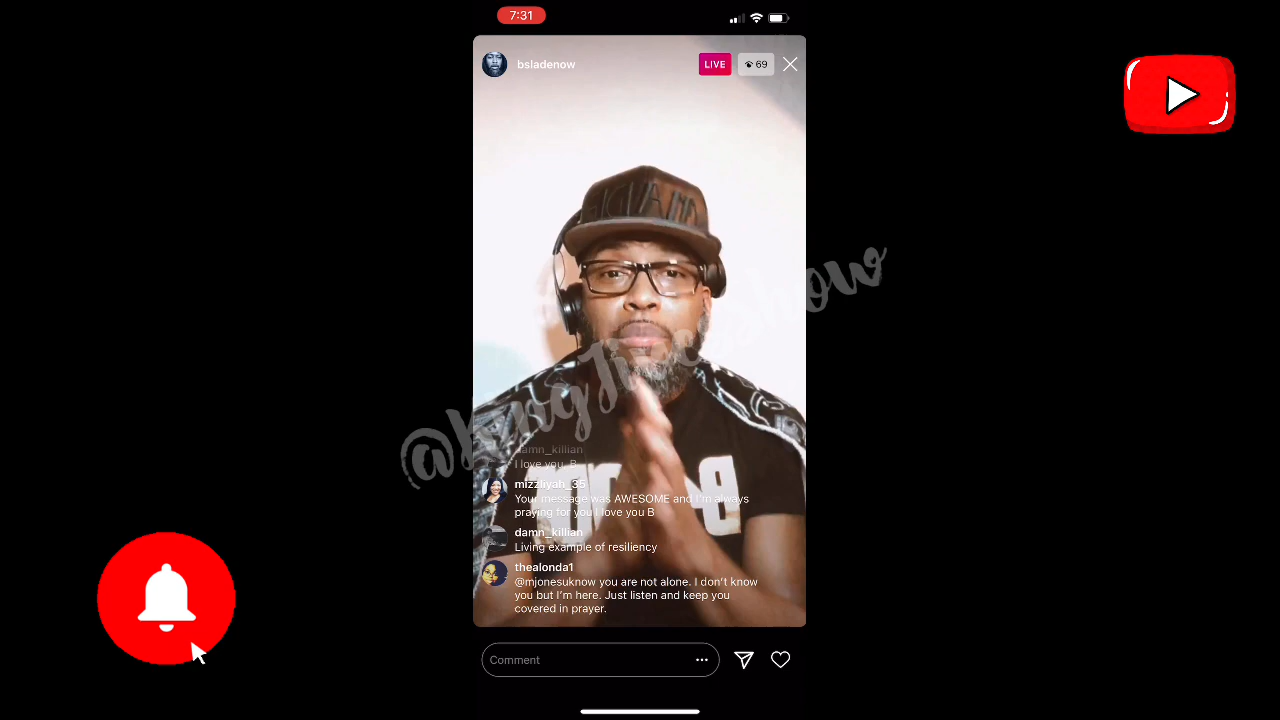 7:31
bsladenow
LIVE
69
damn_killian
I love you B
mizzliyah_35
Your message was AWESOME and I'm always
praying for you I love you B
damn_killian
Living example of resiliency
thealonda1
@mjonesuknow you are not alone. I don't know
you but I'm here. Just listen and keep you
covered in prayer.
Comment